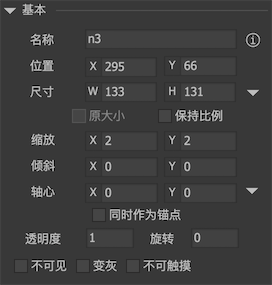 基本
名称 n3
位置 X 295 Y 66
尺寸 W 133 H 131
原大小 保持比例
缩放 X 2 Y 2
倾斜 X 0 Y 0
轴心 X 0 Y 0
同时作为锚点
透明度 1 旋转 0
不可见 变灰 不可触摸